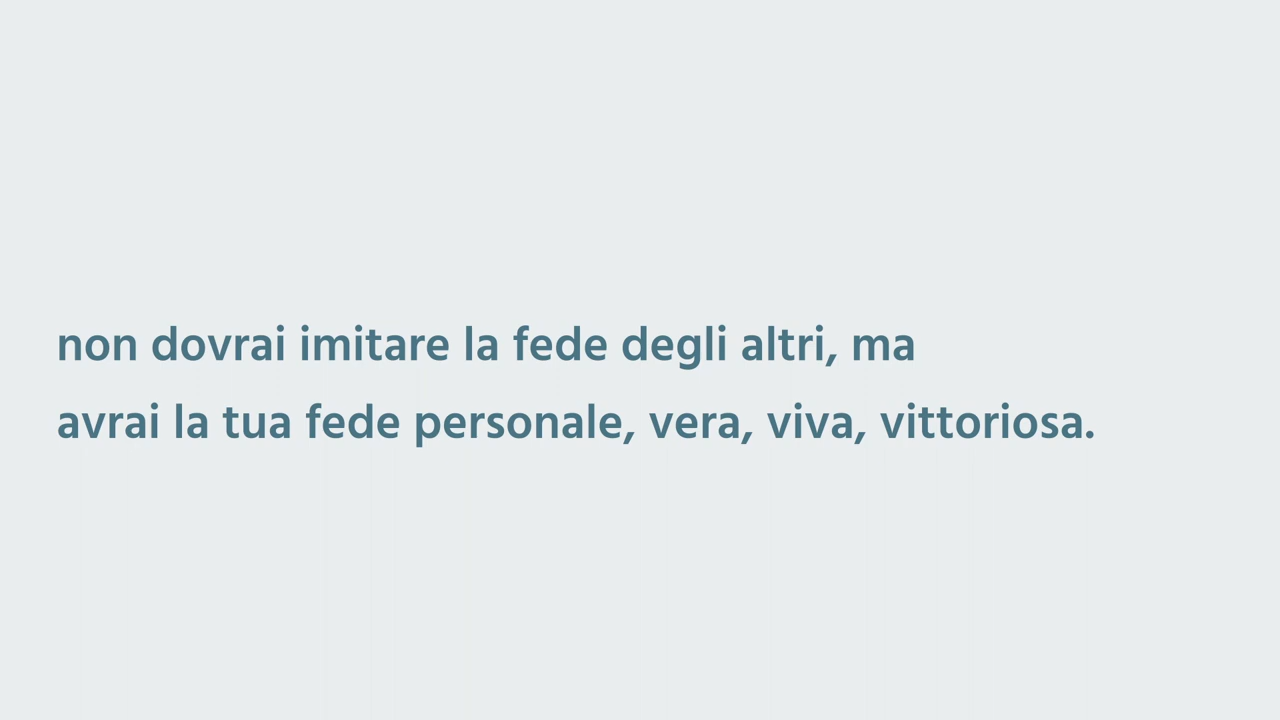 non dovrai imitare la fede degli altri, ma
avrai la tua fede personale, vera, viva, vittoriosa.